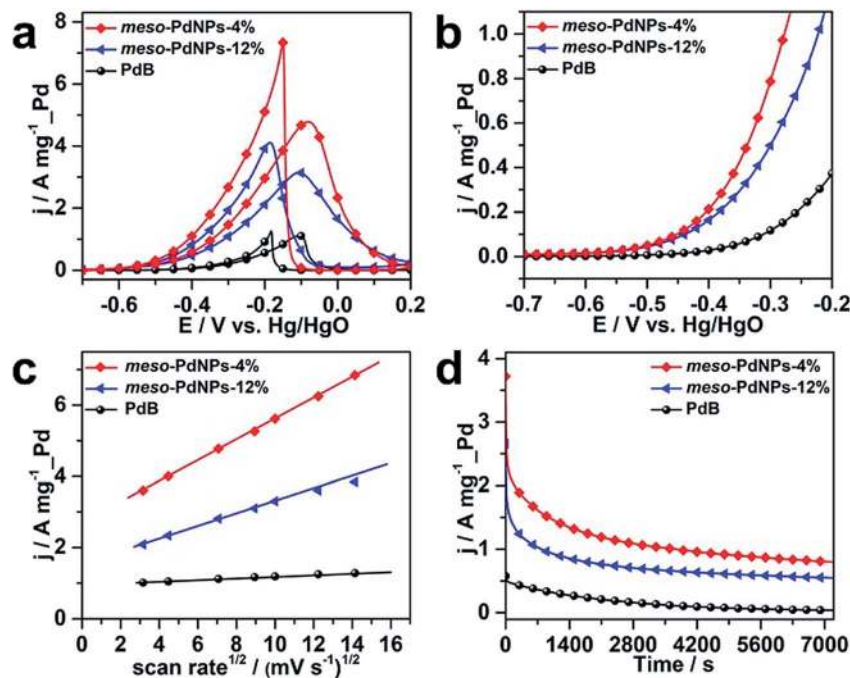 a
meso-PdNPs-4%
meso-PdNPs-12%
PdB
j / A mg⁻¹_Pd
8
6
4
2
0
-0.6 -0.4 -0.2 0.0 0.2
E / V vs. Hg/HgO
b
meso-PdNPs-4%
meso-PdNPs-12%
PdB
j / A mg⁻¹_Pd
1.0
0.8
0.6
0.4
0.2
0.0
-0.7 -0.6 -0.5 -0.4 -0.3 -0.2
E / V vs. Hg/HgO
c
meso-PdNPs-4%
meso-PdNPs-12%
PdB
j / A mg⁻¹_Pd
6
4
2
0
0 2 4 6 8 10 12 14 16
scan rate^1/2 / (mV s⁻¹)^1/2
d
meso-PdNPs-4%
meso-PdNPs-12%
PdB
j / A mg⁻¹_Pd
4
3
2
1
0
0 1400 2800 4200 5600 7000
Time / s